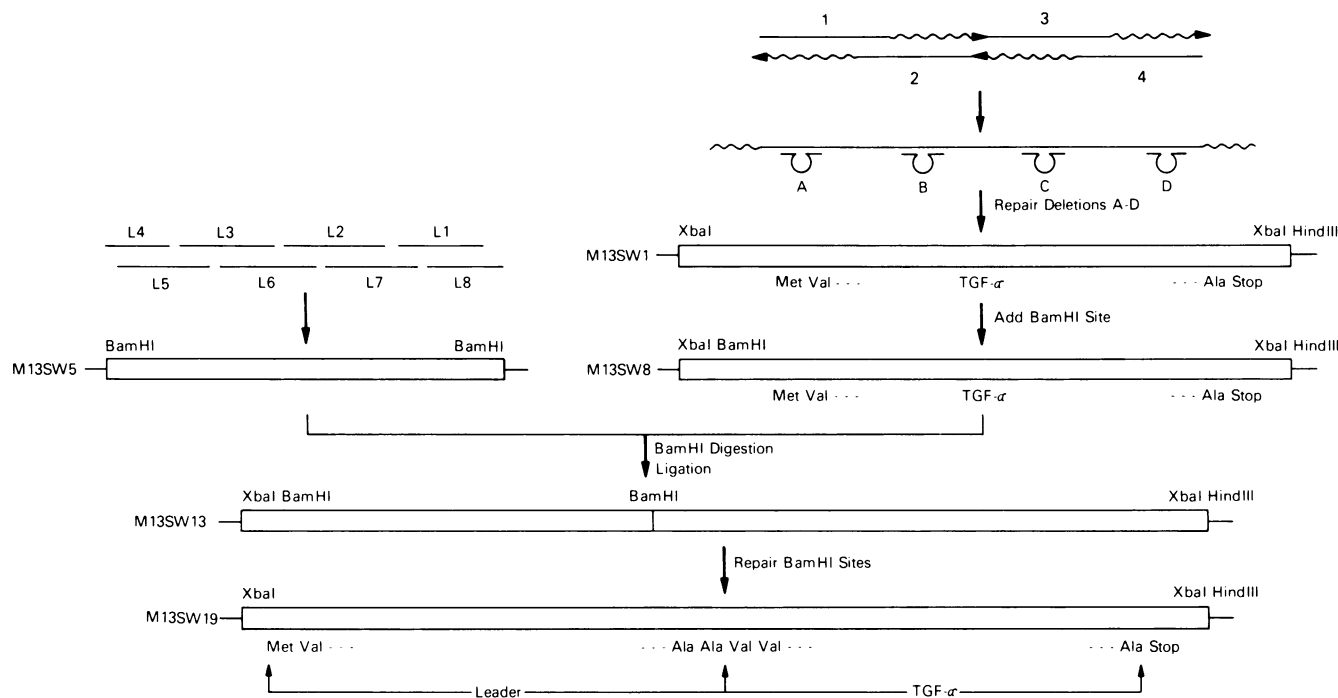 1 3
2 4
A B C D
Repair Deletions A-D
L4 L3 L2 L1
L5 L6 L7 L8
XbaI XbaI HindIII
M13SW1
Met Val - - - TGF-α - - - Ala Stop
Add BamHI Site
BamHI BamHI
M13SW5
XbaI BamHI XbaI HindIII
M13SW8
Met Val - - - TGF-α - - - Ala Stop
BamHI Digestion
Ligation
XbaI BamHI BamHI XbaI HindIII
M13SW13
Repair BamHI Sites
XbaI XbaI HindIII
M13SW19
Met Val - - - - - - Ala Ala Val Val - - - - - - Ala Stop
Leader TGF-α